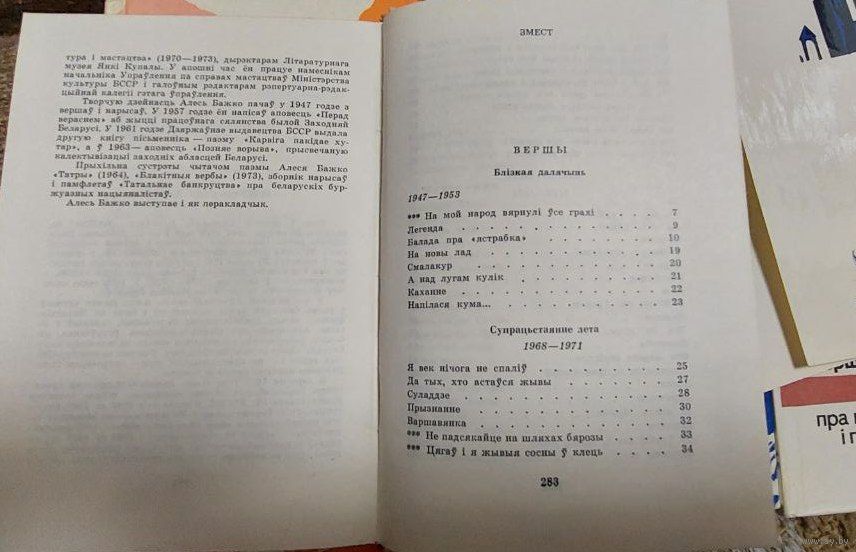 тура і мастацтва» (1970—1973), дырэктарам Літаратурнага
музея Янкі Купалы. У апошні час ён працуе намеснікам
начальніка Упраўлення па справах мастацтваў Міністэрства
культуры БССР і галоўным рэдактарам рэпертуарна-рэдак-
цыйнай калегіі гэтага ўпраўлення.
Творчую дзейнасць Алесь Бажко пачаў у 1947 годзе з
вершаў і нарысаў. У 1957 годзе ён напісаў аповесць «Перад
вераснем» аб жыцці працоўнага сялянства былой Заходняй
Беларусі. У 1961 годзе Дзяржаўнае выдавецтва БССР выдала
другую кнігу пісьменніка — паэму «Карвіга пакідае ху-
тар», а ў 1963— аповесць «Позняе ворыва», прысвечаную
калектывізацыі заходніх абласцей Беларусі.
Прыхільна сустрэты чытачом паэмы Алеся Бажко
«Татры» (1964), «Блакітныя вербы» (1973), зборнік нарысаў
і памфлетаў «Татальнае банкруцтва» пра беларускіх бур-
жуазных нацыяналістаў.
Алесь Бажко выступае і як перакладчык.
ЗМЕСТ
ВЕРШЫ
Блізкая далячынь
1947—1953
*** На мой народ вярнулі ўсе гралі . . . . 7
Легенда . . . . . . . . . . 9
Балада пра «ястрабка» . . . . . . . 10
На новы лад . . . . . . . . . 19
Смалакур . . . . . . . . . . 20
А над лугам кулік . . . . . . . . 21
Каханне . . . . . . . . . . 22
Напілася кума... . . . . . . . . 23
Супрацьстаянне лета
1968—1971
Я век нічога не спаліў . . . . . . . 25
Да тых, хто астаўся жывы . . . . . . 27
Суладдзе . . . . . . . . . . 28
Прызнанне . . . . . . . . . . 30
Варшавянка . . . . . . . . . . 32
*** Не падсякайце на шляхах бярозы . . . . 33
*** Цягаў і я жывыя сосны ў клець . . . . 34
283
пра
і
ay.by